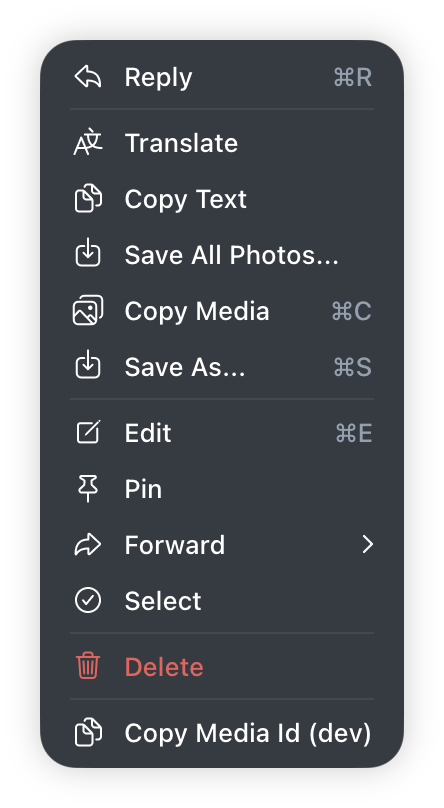 Reply ⌘R
Translate
Copy Text
Save All Photos...
Copy Media ⌘C
Save As... ⌘S
Edit ⌘E
Pin
Forward
Select
Delete
Copy Media Id (dev)